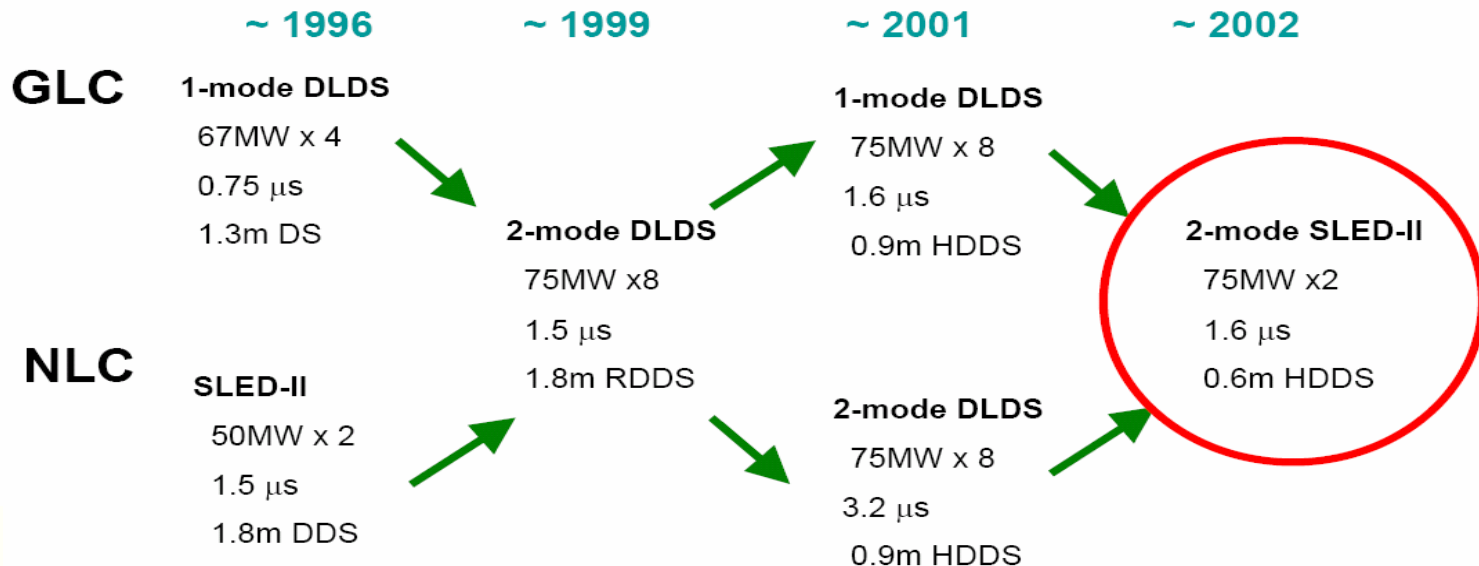 ~ 1996 ~ 1999 ~ 2001 ~ 2002
GLC
1-mode DLDS
67MW x 4
0.75 μs
1.3m DS
NLC
SLED-II
50MW x 2
1.5 μs
1.8m DDS
2-mode DLDS
75MW x8
1.5 μs
1.8m RDDS
1-mode DLDS
75MW x 8
1.6 μs
0.9m HDDS
2-mode DLDS
75MW x 8
3.2 μs
0.9m HDDS
2-mode SLED-II
75MW x2
1.6 μs
0.6m HDDS